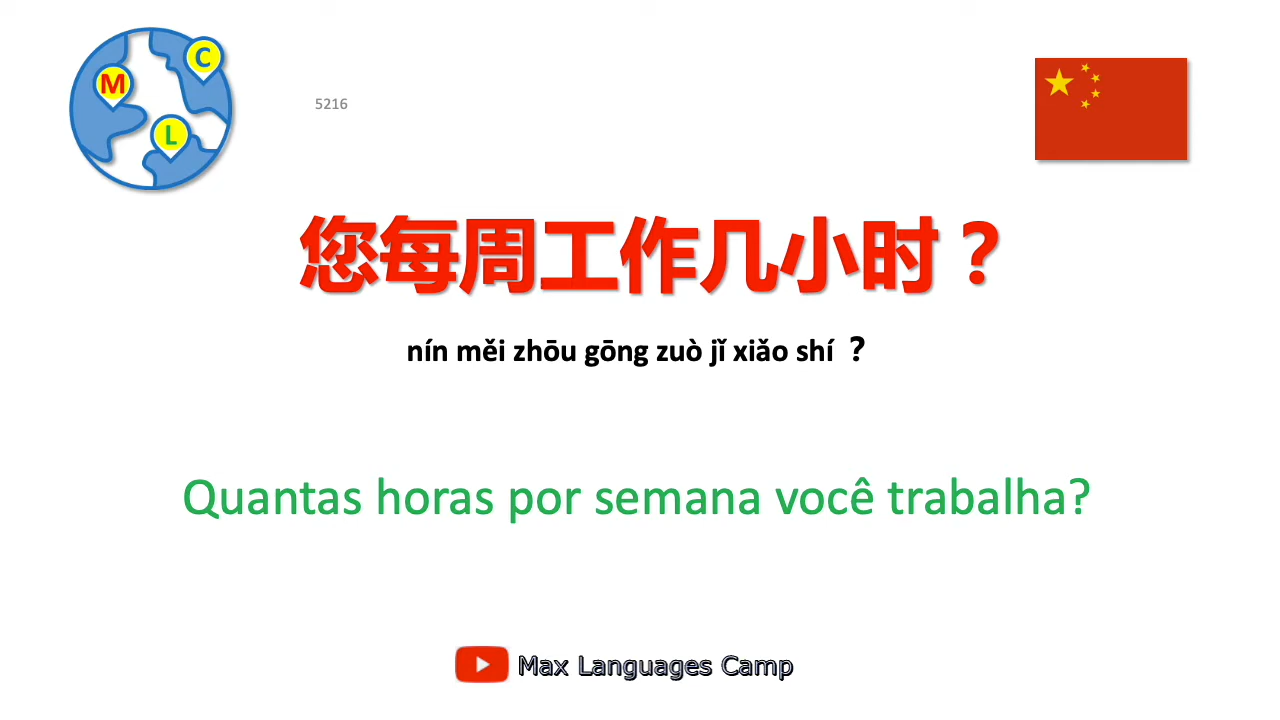 C
M
L
5216
您每周工作几小时？
nín měi zhōu gōng zuò jǐ xiǎo shí ？
Quantas horas por semana você trabalha?
Max Languages Camp